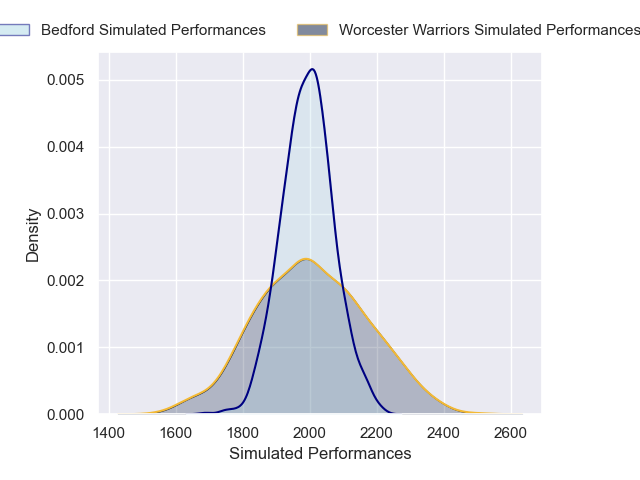 Bedford Simulated Performances Worcester Warriors Simulated Performances
0.005
0.004
0.003
0.002
0.001
0.000
Density
1400 1600 1800 2000 2200 2400 2600
Simulated Performances